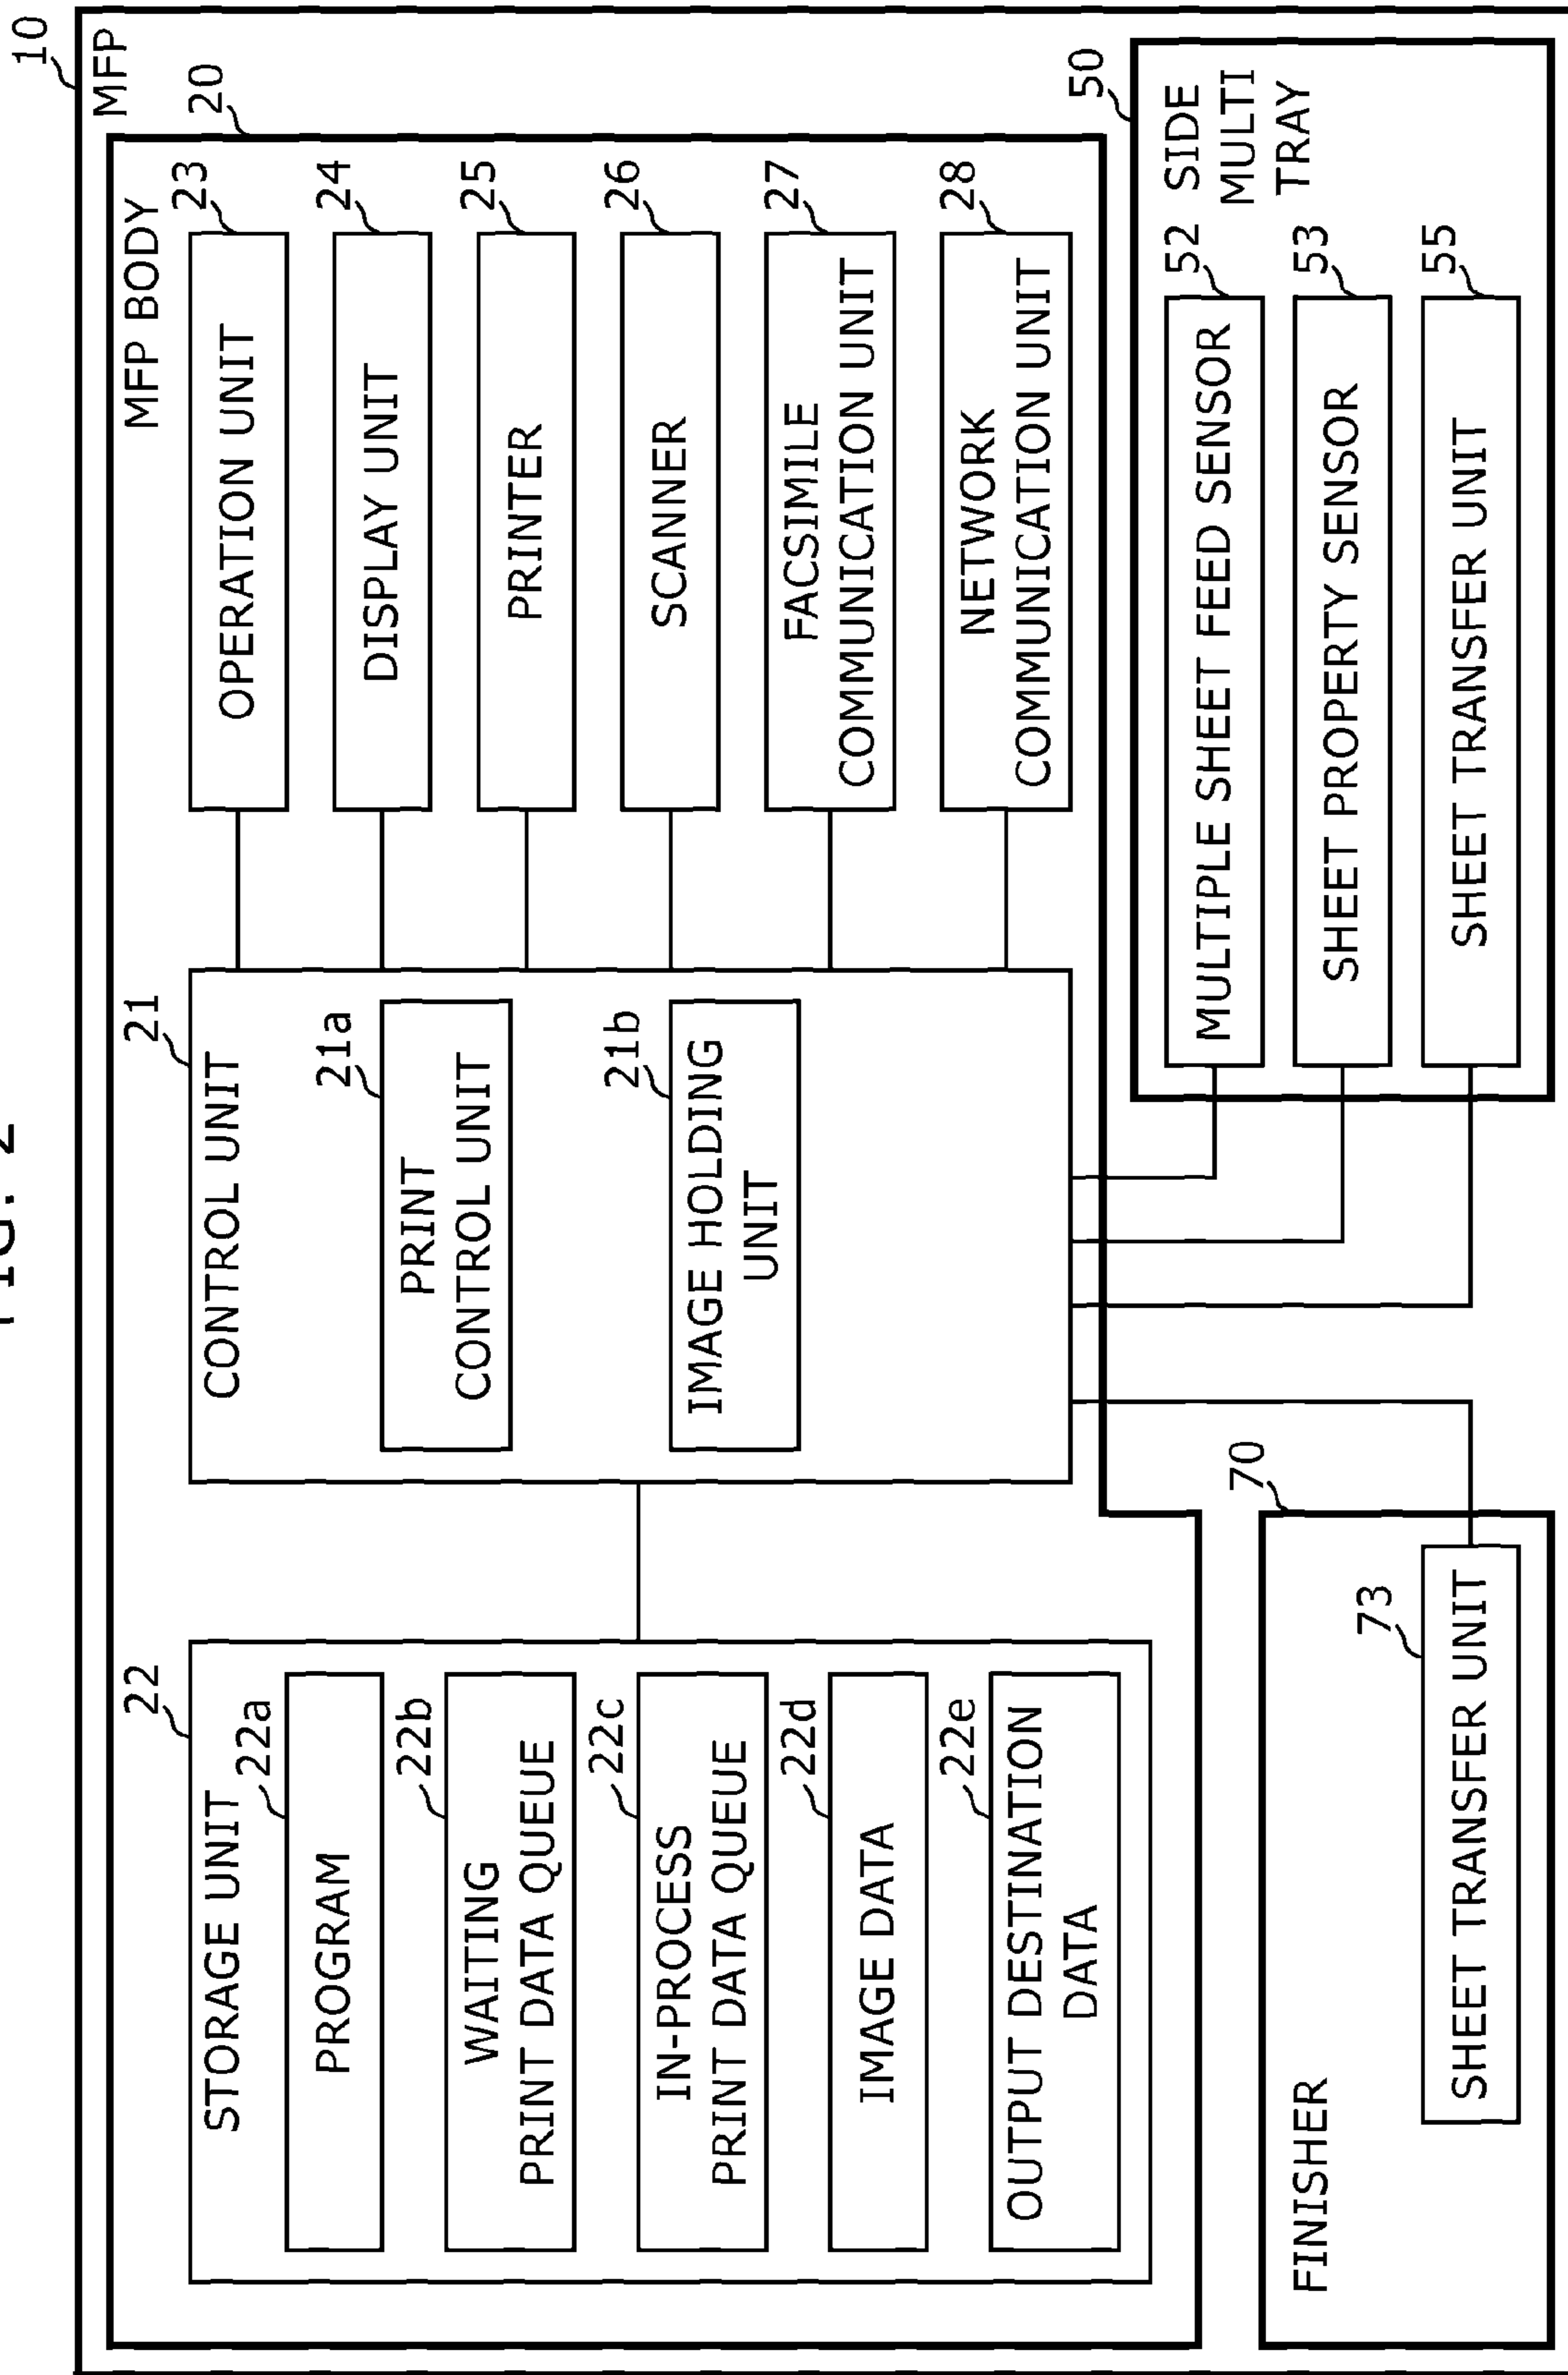 FIG. 2
10
MFP
20
MFP BODY
22
STORAGE UNIT
22a
PROGRAM
22b
WAITING
PRINT DATA QUEUE
22c
IN-PROCESS
PRINT DATA QUEUE
22d
IMAGE DATA
22e
OUTPUT DESTINATION
DATA
21
CONTROL UNIT
21a
PRINT
CONTROL UNIT
21b
IMAGE HOLDING
UNIT
23
OPERATION UNIT
24
DISPLAY UNIT
25
PRINTER
26
SCANNER
27
FACSIMILE
COMMUNICATION UNIT
28
NETWORK
COMMUNICATION UNIT
70
FINISHER
73
SHEET TRANSFER UNIT
50
SIDE
MULTI
TRAY
52
MULTIPLE SHEET FEED SENSOR
53
SHEET PROPERTY SENSOR
55
SHEET TRANSFER UNIT